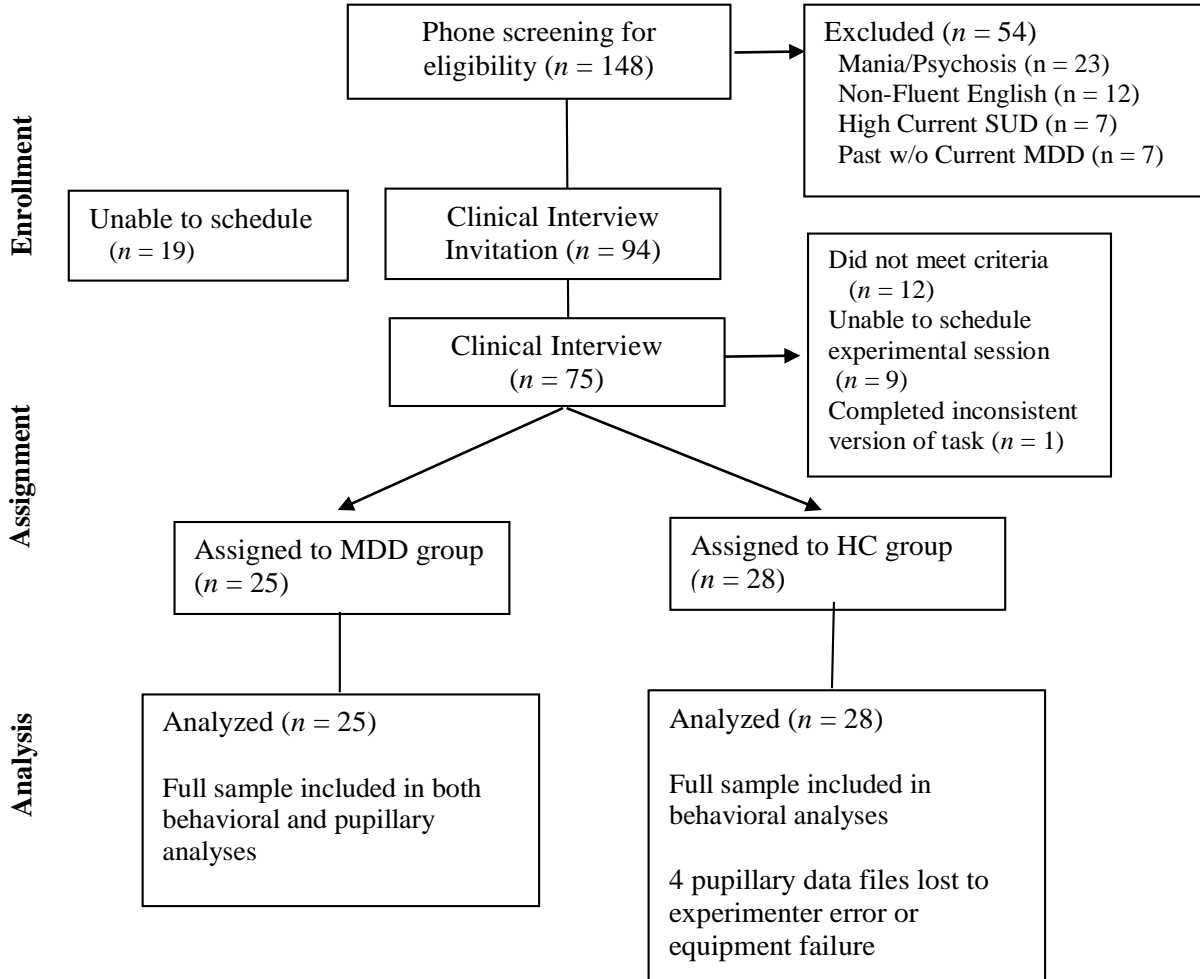 Phone screening for
eligibility (n = 148)
Excluded (n = 54)
Mania/Psychosis (n = 23)
Non-Fluent English (n = 12)
High Current SUD (n = 7)
Past w/o Current MDD (n = 7)
Enrollment
Unable to schedule
(n = 19)
Clinical Interview
Invitation (n = 94)
Did not meet criteria
(n = 12)
Unable to schedule
experimental session
(n = 9)
Completed inconsistent
version of task (n = 1)
Clinical Interview
(n = 75)
Assignment
Assigned to MDD group
(n = 25)
Assigned to HC group
(n = 28)
Analysis
Analyzed (n = 25)
Full sample included in both
behavioral and pupillary
analyses
Analyzed (n = 28)
Full sample included in
behavioral analyses
4 pupillary data files lost to
experimenter error or
equipment failure